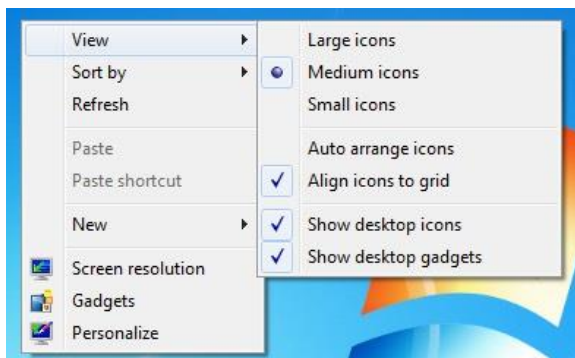 View
Sort by
Refresh
Paste
Paste shortcut
New
Screen resolution
Gadgets
Personalize
Large icons
Medium icons
Small icons
Auto arrange icons
Align icons to grid
Show desktop icons
Show desktop gadgets